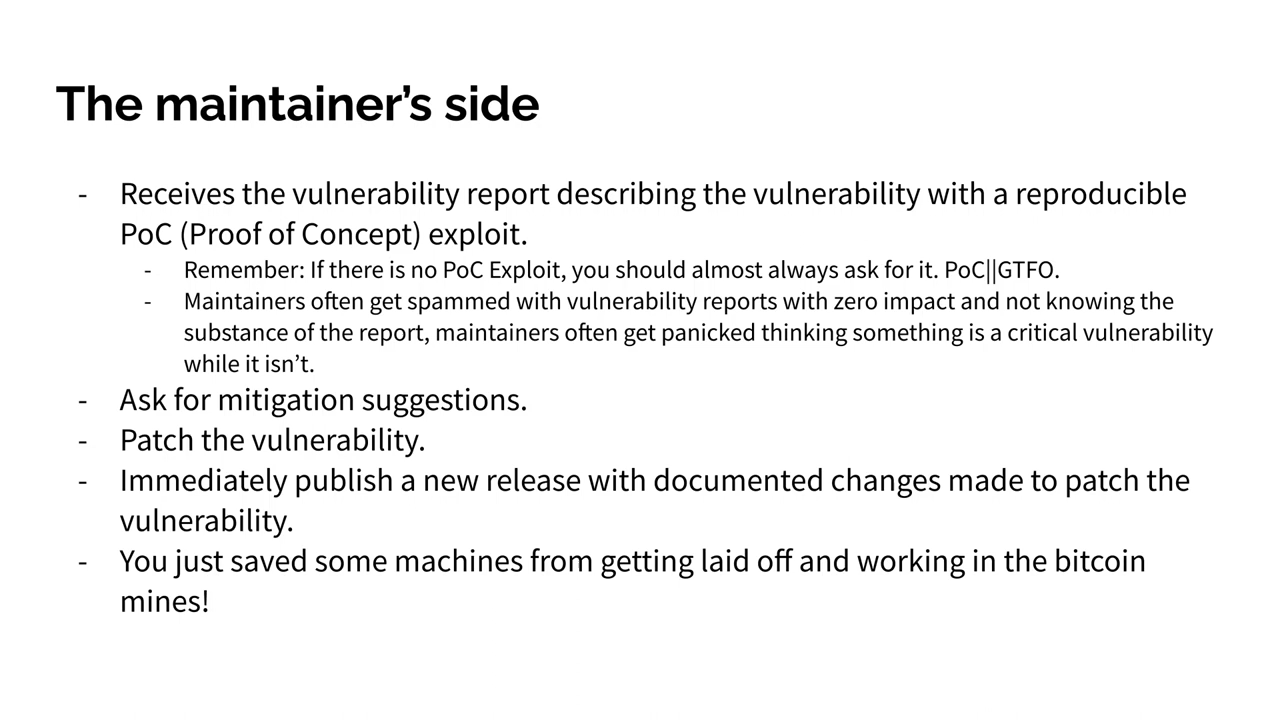 The maintainer’s side
- Receives the vulnerability report describing the vulnerability with a reproducible
PoC (Proof of Concept) exploit.
- Remember: If there is no PoC Exploit, you should almost always ask for it. PoC||GTFO.
- Maintainers often get spammed with vulnerability reports with zero impact and not knowing the
substance of the report, maintainers often get panicked thinking something is a critical vulnerability
while it isn’t.
- Ask for mitigation suggestions.
- Patch the vulnerability.
- Immediately publish a new release with documented changes made to patch the
vulnerability.
- You just saved some machines from getting laid off and working in the bitcoin
mines!